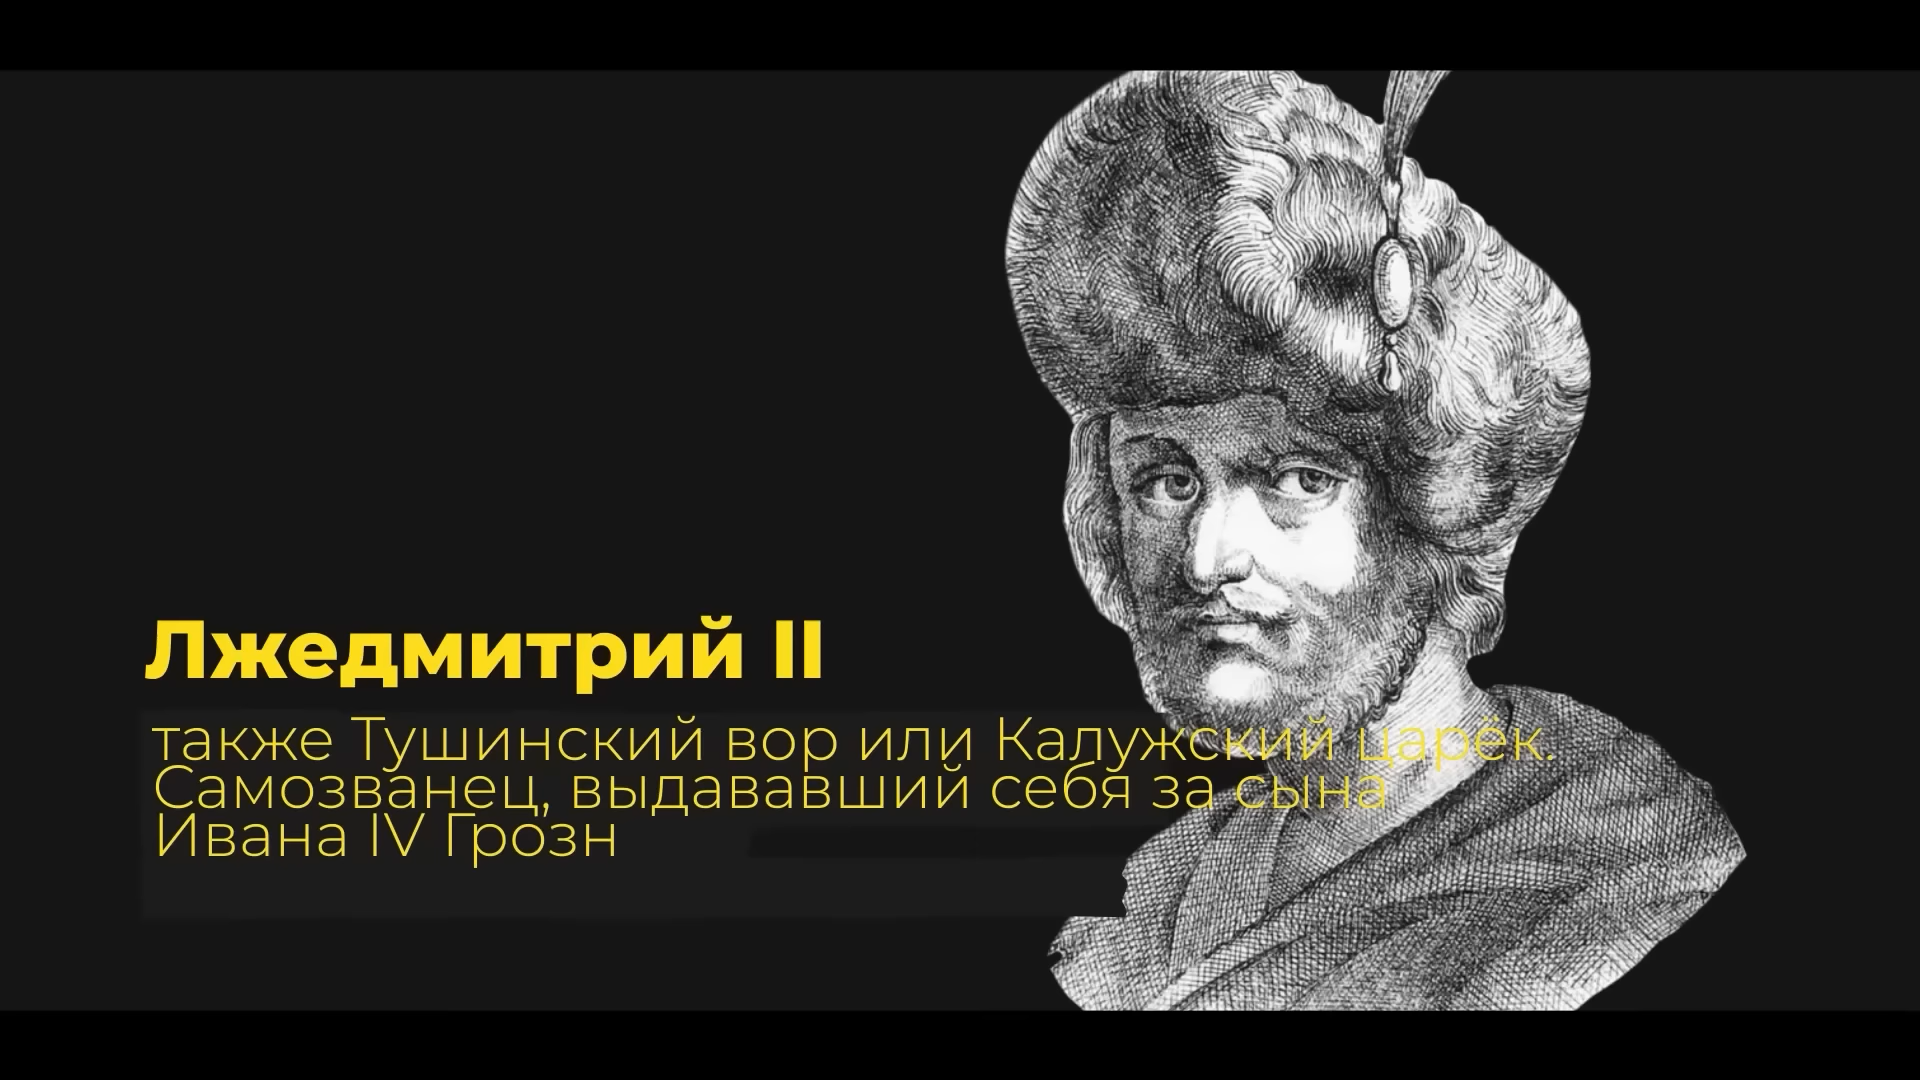 Лжедмитрий II
также Тушинский вор или Калужский царёк.
Самозванец, выдававший себя за сына
Ивана IV Грозн